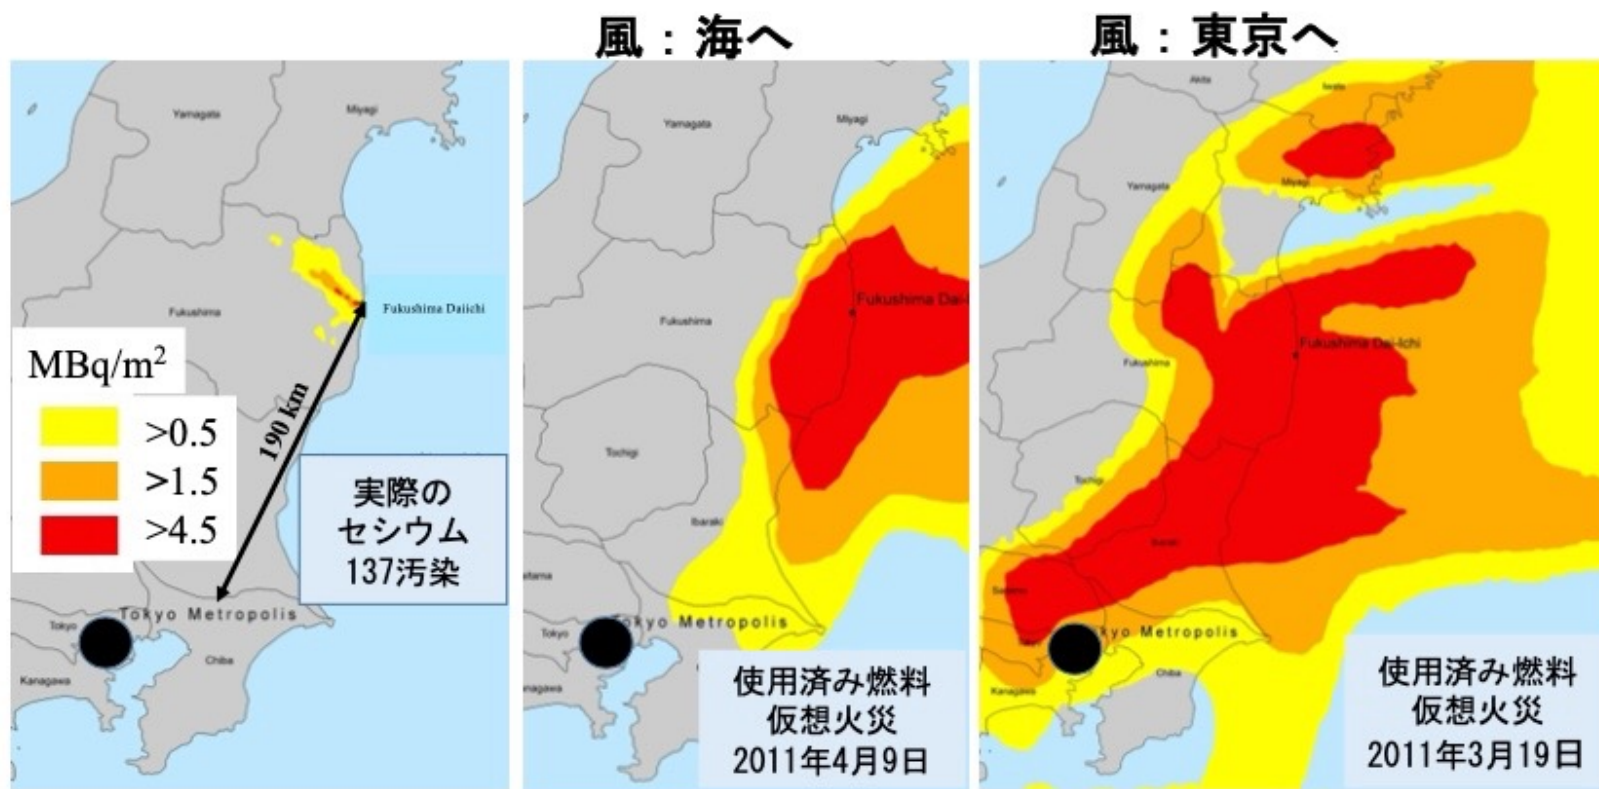 風：海へ
風：東京へ
Yamagata
Miyagi
Fukushima
Fukushima Daiichi
MBq/m²
>0.5
>1.5
>4.5
190 km
実際の
セシウム
137汚染
Tokyo Metropolis
Tokyo
Chiba
Kanagawa
Yamagata
Miyagi
Fukushima
Fukushima Dai-I
Tochigi
Ibaraki
Tokyo
okyo Metropolis
使用済み燃料
仮想火災
2011年4月9日
Akita
Iwate
Yamagata
Miyagi
Fukushima Dai-Ichi
Fukushima
Tochigi
Ibaraki
kyo Metropolis
Kanagawa
Chiba
使用済み燃料
仮想火災
2011年3月19日